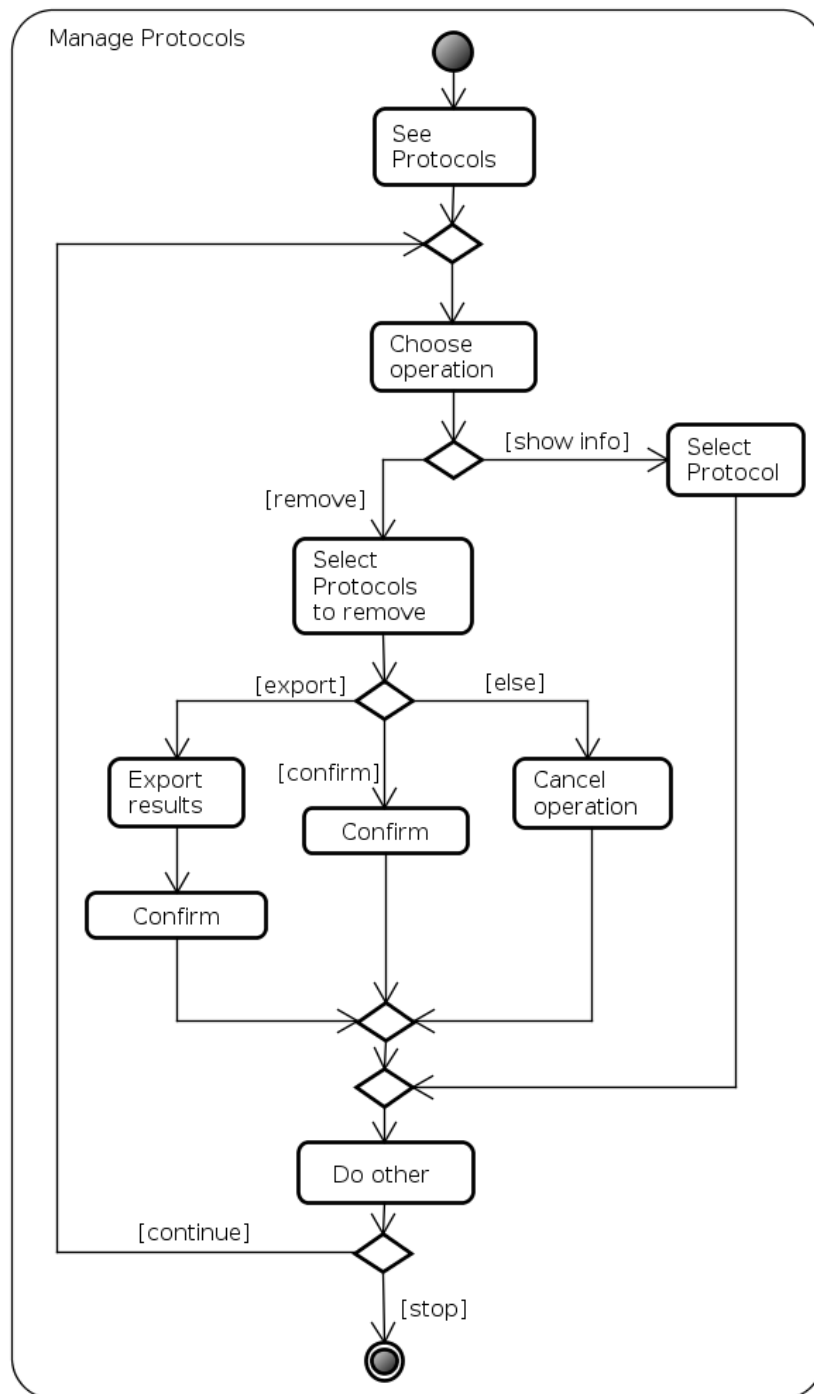 Manage Protocols
See
Protocols
Choose
operation
[show info]
Select
Protocol
[remove]
Select
Protocols
to remove
[export]
[else]
[confirm]
Export
results
Cancel
operation
Confirm
Confirm
Do other
[continue]
[stop]